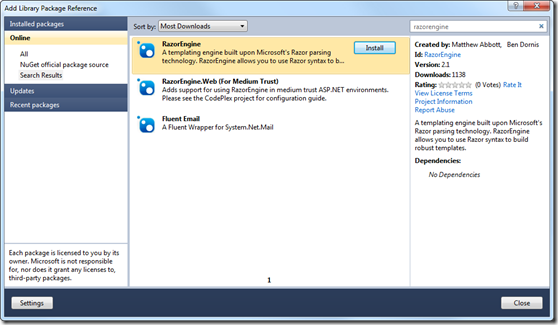 Add Library Package Reference
Installed packages
Online
All
NuGet official package source
Search Results
Updates
Recent packages
Each package is licensed to you by its
owner. Microsoft is not responsible
for, nor does it grant any licenses to,
third-party packages.
Settings
Sort by: Most Downloads
RazorEngine
A templating engine built upon Microsoft's Razor parsing
technology. RazorEngine allows you to use Razor syntax to b...
Install
RazorEngine.Web (For Medium Trust)
Adds support for using RazorEngine in medium trust ASP.NET environments.
Please see the CodePlex project for configuration guide.
Fluent Email
A Fluent Wrapper for System.Net.Mail
1
razorengine
Created by: Matthew Abbott, Ben Dornis
Id: RazorEngine
Version: 2.1
Downloads: 1138
Rating: (0 Votes) Rate It
View License Terms
Project Information
Report Abuse
A templating engine built upon Microsoft's
Razor parsing technology. RazorEngine
allows you to use Razor syntax to build
robust templates.
Dependencies:
No Dependencies
Close